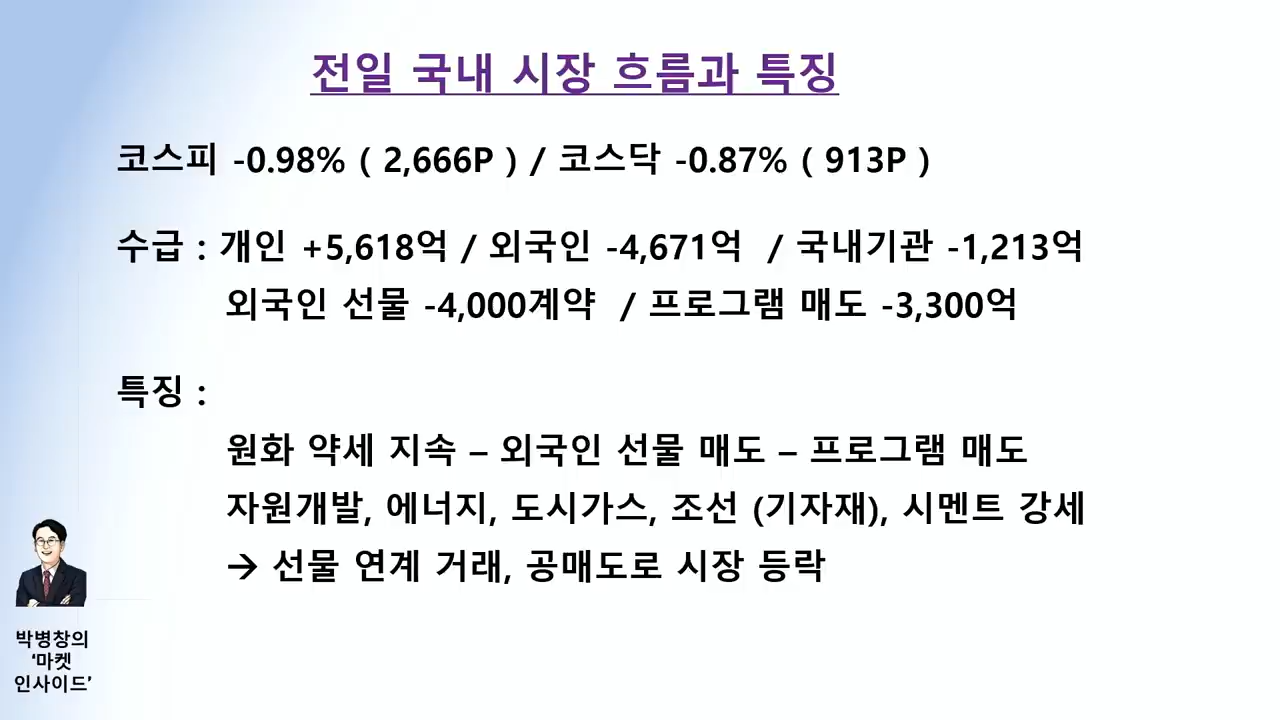 전일 국내 시장 흐름과 특징
코스피 -0.98% ( 2,666P ) / 코스닥 -0.87% ( 913P )
수급 : 개인 +5,618억 / 외국인 -4,671억 / 국내기관 -1,213억
외국인 선물 -4,000계약 / 프로그램 매도 -3,300억
특징 :
원화 약세 지속 – 외국인 선물 매도 – 프로그램 매도
자원개발, 에너지, 도시가스, 조선 (기자재), 시멘트 강세
→ 선물 연계 거래, 공매도로 시장 등락
박병창의
‘마켓
인사이드’